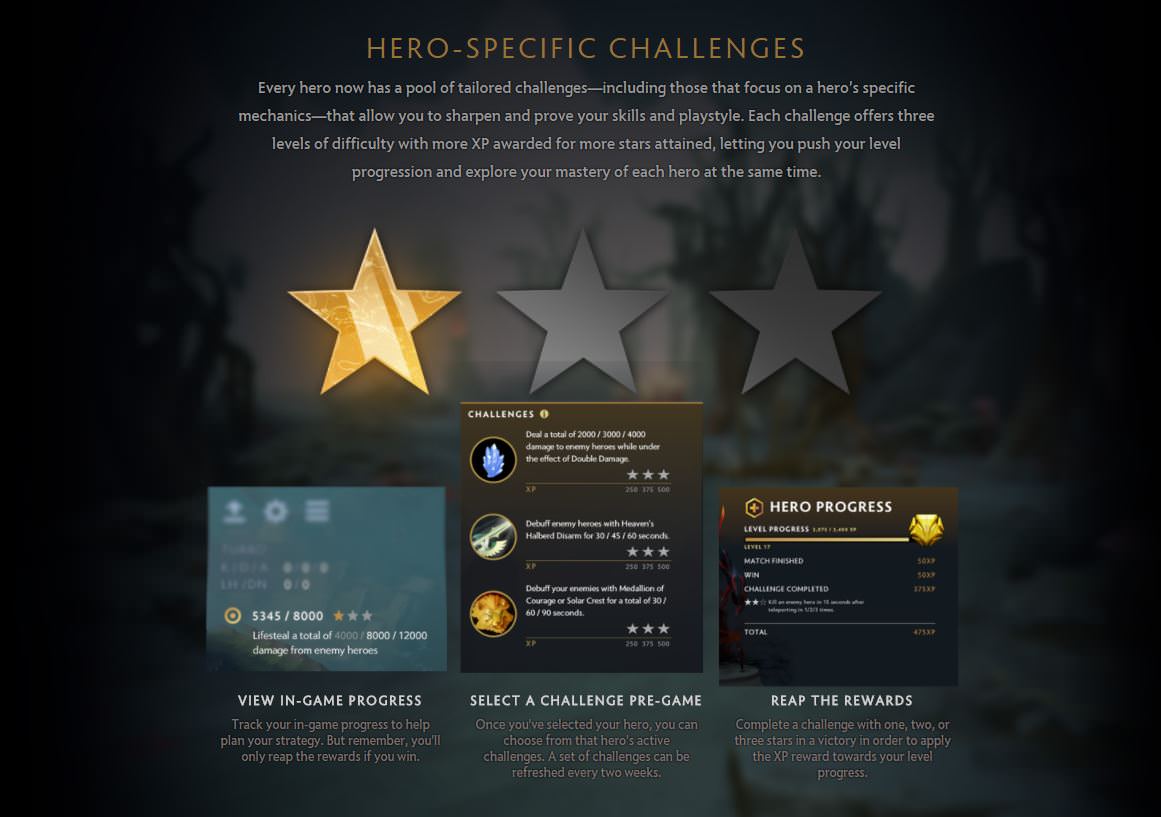 HERO-SPECIFIC CHALLENGES
Every hero now has a pool of tailored challenges—including those that focus on a hero's specific
mechanics—that allow you to sharpen and prove your skills and playstyle. Each challenge offers three
levels of difficulty with more XP awarded for more stars attained, letting you push your level
progression and explore your mastery of each hero at the same time.
TURBO
K / D / A 0 / 0 / 0
LH / DN 0 / 0
5345 / 8000
Lifesteal a total of 4000 / 8000 / 12000
damage from enemy heroes
VIEW IN-GAME PROGRESS
Track your in-game progress to help
plan your strategy. But remember, you'll
only reap the rewards if you win.
CHALLENGES
Deal a total of 2000 / 3000 / 4000
damage to enemy heroes while under
the effect of Double Damage.
XP 250 375 500
Debuff enemy heroes with Heaven's
Halberd Disarm for 30 / 45 / 60 seconds.
XP 250 375 500
Debuff your enemies with Medallion of
Courage or Solar Crest for a total of 30 /
60 / 90 seconds.
XP 250 375 500
SELECT A CHALLENGE PRE-GAME
Once you've selected your hero, you can
choose from that hero's active
challenges. A set of challenges can be
refreshed every two weeks.
HERO PROGRESS
LEVEL PROGRESS
LEVEL 17
MATCH FINISHED 50XP
WIN 50XP
CHALLENGE COMPLETED 375XP
Kill an enemy hero in 15 seconds after
teleporting in 1/2/3 times.
TOTAL 475XP
REAP THE REWARDS
Complete a challenge with one, two, or
three stars in a victory in order to apply
the XP reward towards your level
progress.